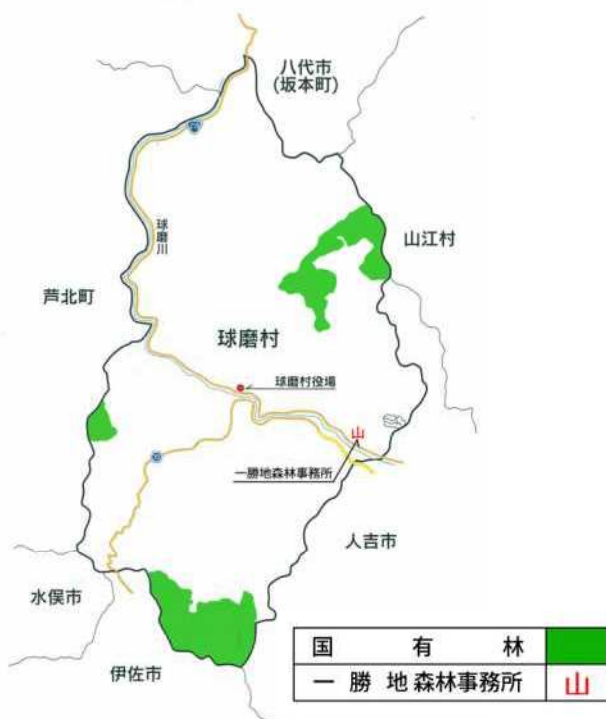 八代市
(坂本町)
球磨川
山江村
芦北町
球磨村
球磨村役場
山
一勝地森林事務所
人吉市
水俣市
伊佐市
国有林
一勝地森林事務所 山